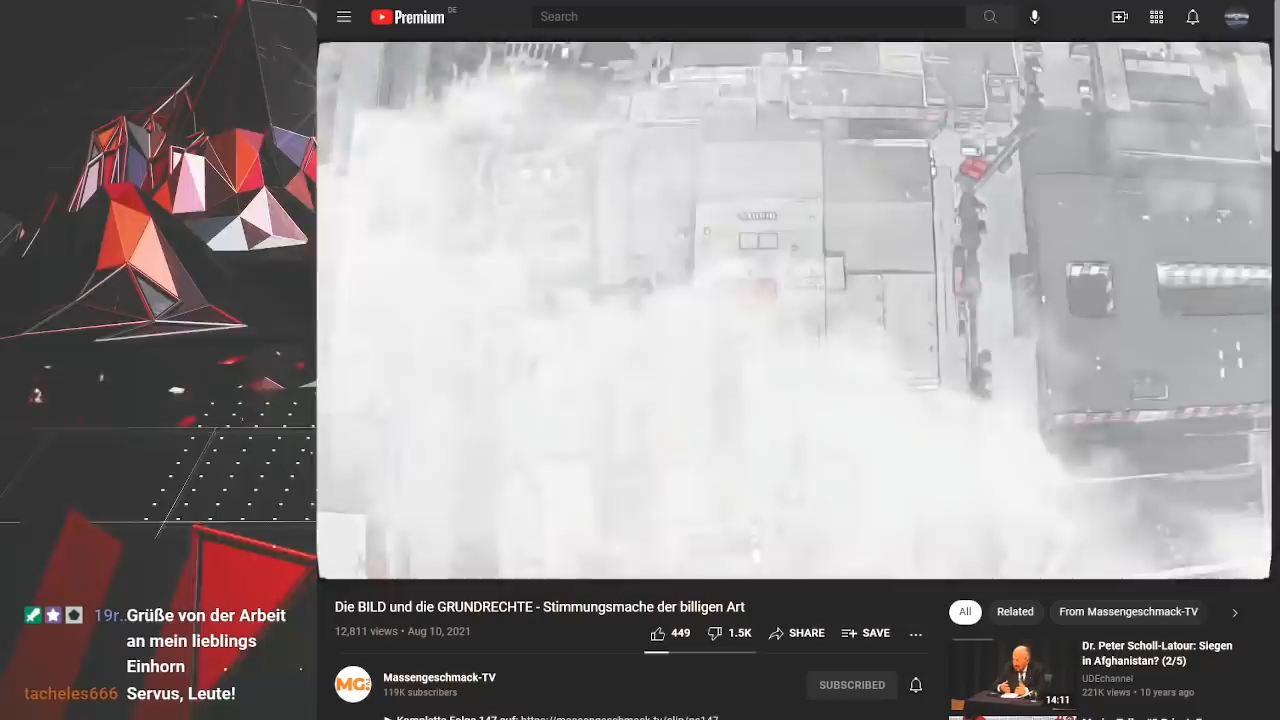 Premium DE
Search
Die BILD und die GRUNDRECHTE - Stimmungsmache der billigen Art
12,811 views • Aug 10, 2021
449
1.5K
SHARE
SAVE
All
Related
From Massengeschmack-TV
MG
Massengeschmack-TV
119K subscribers
SUBSCRIBED
Dr. Peter Scholl-Latour: Siegen
in Afghanistan? (2/5)
UDEchannel
221K views • 10 years ago
14:11
19r.. Grüße von der Arbeit
an mein lieblings
Einhorn
tacheles666 Servus, Leute!